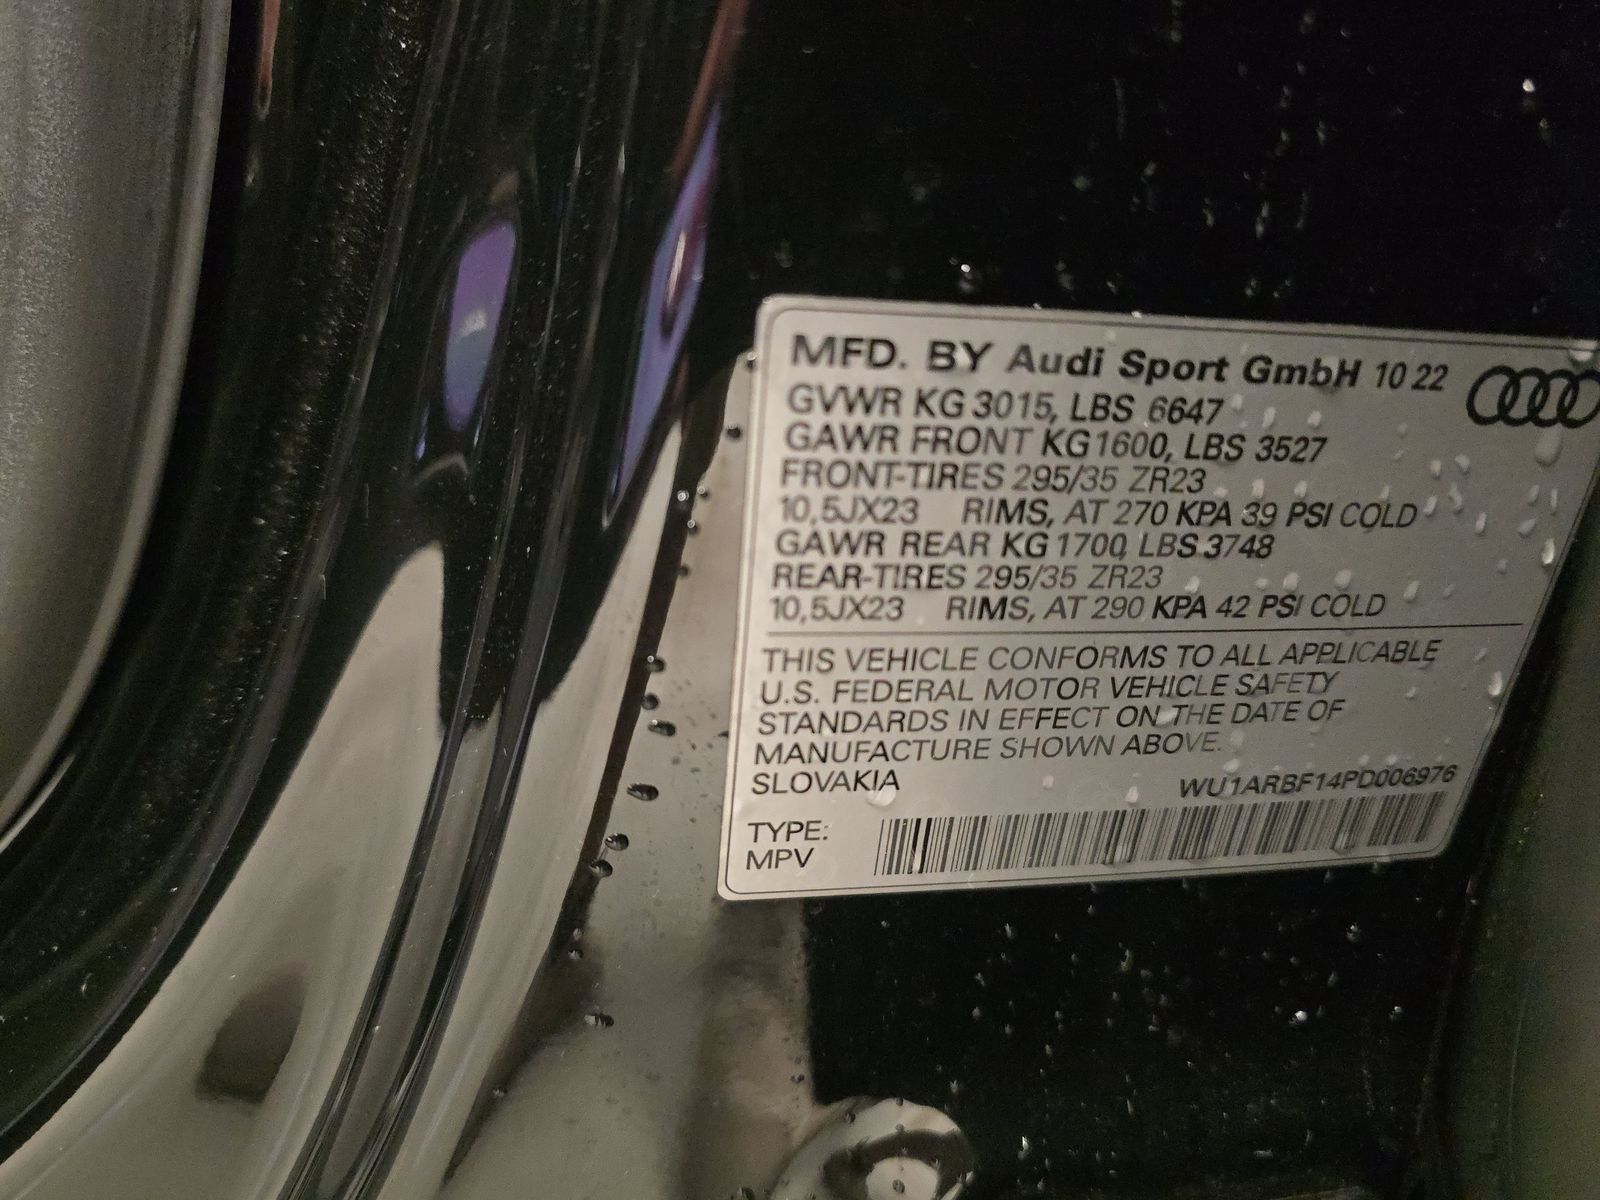 MFD. BY Audi Sport GmbH 10 22
GVWR KG 3015, LBS 6647
GAWR FRONT KG 1600, LBS 3527
FRONT-TIRES 295/35 ZR23
10,5JX23 RIMS, AT 270 KPA 39 PSI COLD
GAWR REAR KG 1700, LBS 3748
REAR-TIRES 295/35 ZR23
10,5JX23 RIMS, AT 290 KPA 42 PSI COLD
THIS VEHICLE CONFORMS TO ALL APPLICABLE
U.S. FEDERAL MOTOR VEHICLE SAFETY
STANDARDS IN EFFECT ON THE DATE OF
MANUFACTURE SHOWN ABOVE.
SLOVAKIA WU1ARBF14PD006976
TYPE:
MPV